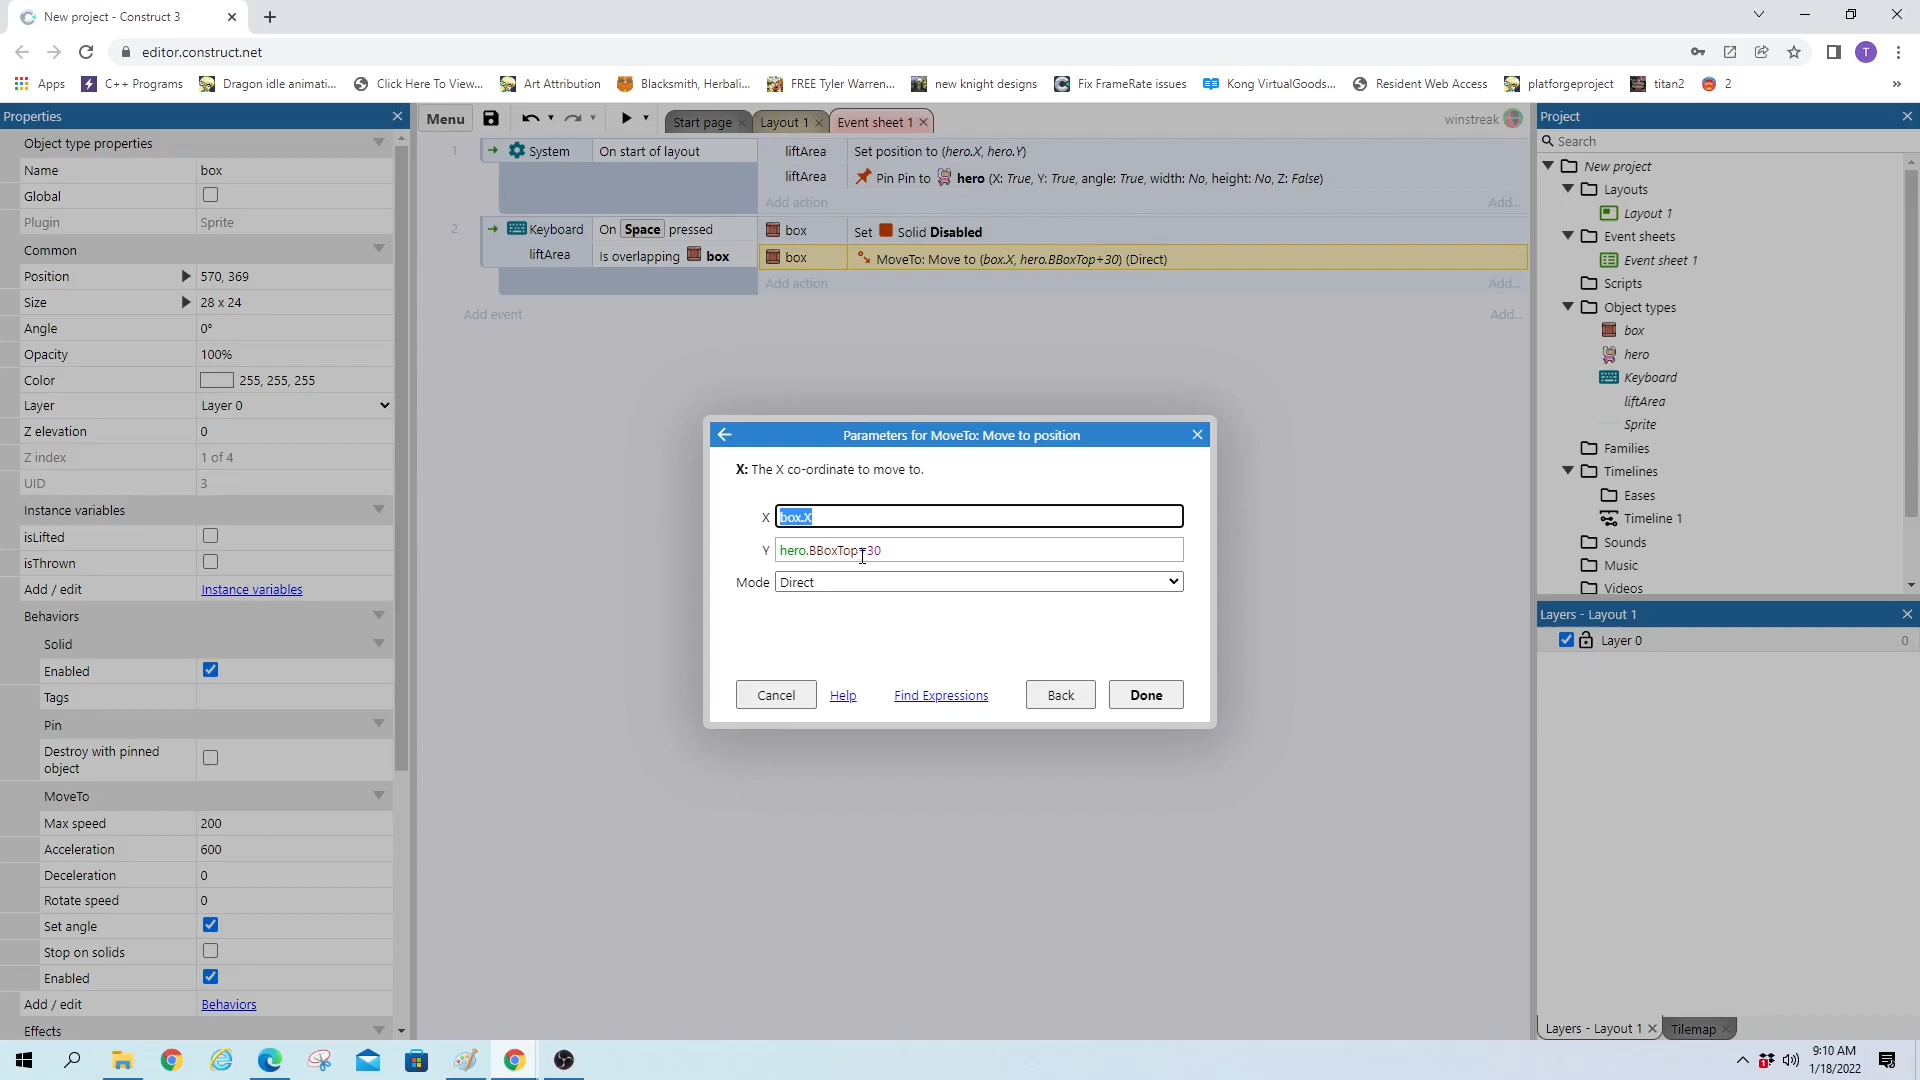 New project - Construct 3
editor.construct.net
T
Apps
C++ Programs
Dragon idle animati...
Click Here To View...
Art Attribution
Blacksmith, Herbali...
FREE Tyler Warren...
new knight designs
Fix FrameRate issues
Kong VirtualGoods...
Resident Web Access
platforgeproject
titan2
2
»
Properties
Menu
Start page
Layout 1
Event sheet 1
winstreak
Project
Object type properties
Name box
Global
Plugin Sprite
Common
Position 570, 369
Size 28 x 24
Angle 0°
Opacity 100%
Color 255, 255, 255
Layer Layer 0
Z elevation 0
Z index 1 of 4
UID 3
Instance variables
isLifted
isThrown
Add / edit Instance variables
Behaviors
Solid
Enabled
Tags
Pin
Destroy with pinned
object
MoveTo
Max speed 200
Acceleration 600
Deceleration 0
Rotate speed 0
Set angle
Stop on solids
Enabled
Add / edit Behaviors
Effects
1 System On start of layout liftArea Set position to (hero.X, hero.Y)
liftArea Pin Pin to hero (X: True, Y: True, angle: True, width: No, height: No, Z: False)
Add action Add...
2 Keyboard On Space pressed box Set Solid Disabled
liftArea Is overlapping box box MoveTo: Move to (box.X, hero.BBoxTop+30) (Direct)
Add action Add...
Add event Add...
Parameters for MoveTo: Move to position
X: The X co-ordinate to move to.
X box.X
Y hero.BBoxTop+30
Mode Direct
Cancel Help Find Expressions Back Done
Search
New project
Layouts
Layout 1
Event sheets
Event sheet 1
Scripts
Object types
box
hero
Keyboard
liftArea
Sprite
Families
Timelines
Eases
Timeline 1
Sounds
Music
Videos
Layers - Layout 1
Layer 0 0
Layers - Layout 1
Tilemap
9:10 AM
1/18/2022